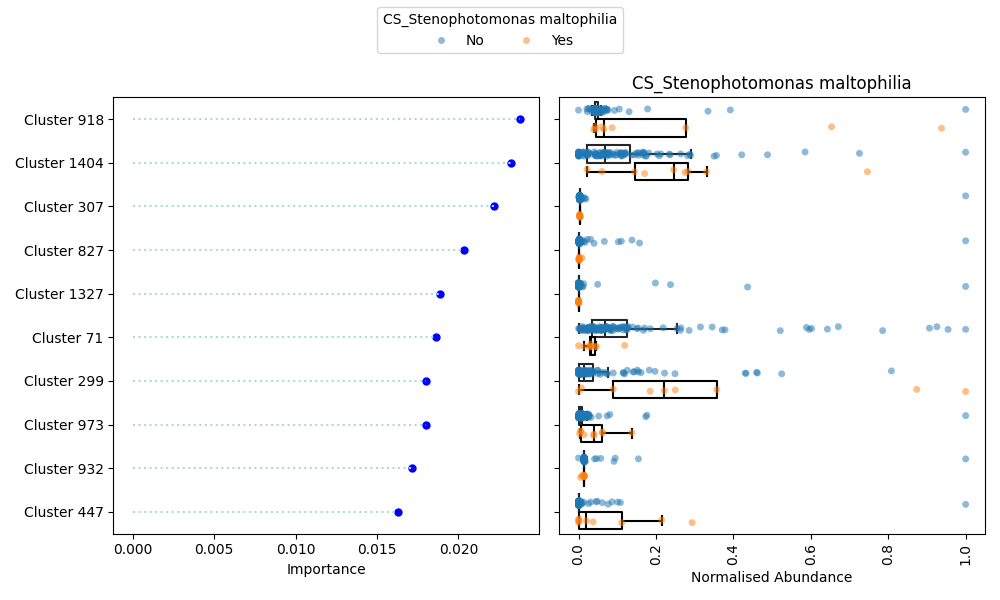 CS_Stenophotomonas maltophilia
No Yes
CS_Stenophotomonas maltophilia
Cluster 918
Cluster 1404
Cluster 307
Cluster 827
Cluster 1327
Cluster 71
Cluster 299
Cluster 973
Cluster 932
Cluster 447
0.000 0.005 0.010 0.015 0.020
Importance
0.0 0.2 0.4 0.6 0.8 1.0
Normalised Abundance